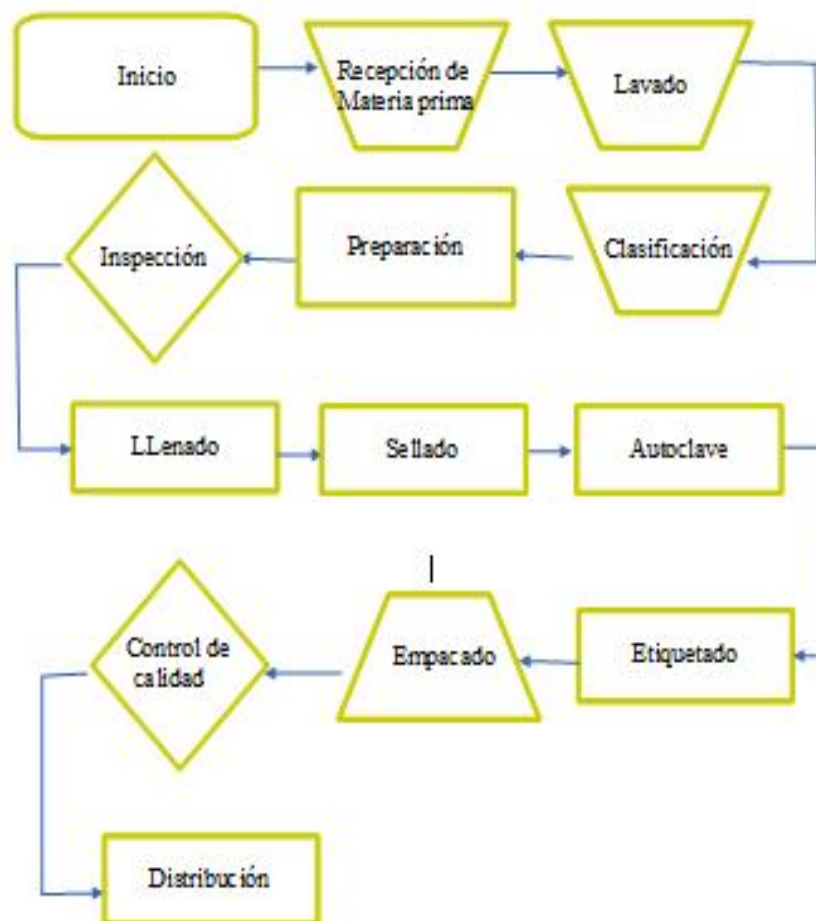 Inicio
Recepción de
Materia prima
Lavado
Inspección
Preparación
Clasificación
LLenado
Sellado
Autoclave
Control de
calidad
Empacado
Etiquetado
Distribución